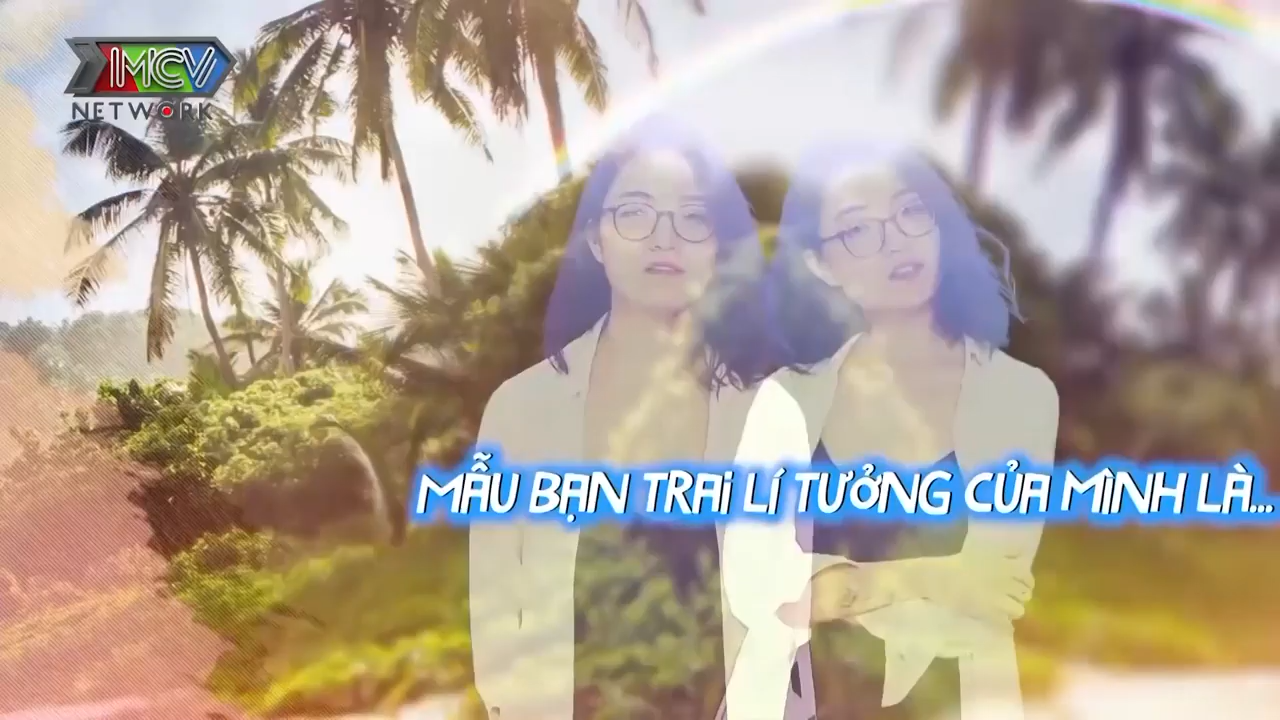 MCV
NETWORK
MẪU BẠN TRAi LÍ TƯỞNG CỦA MÌNH LÀ...